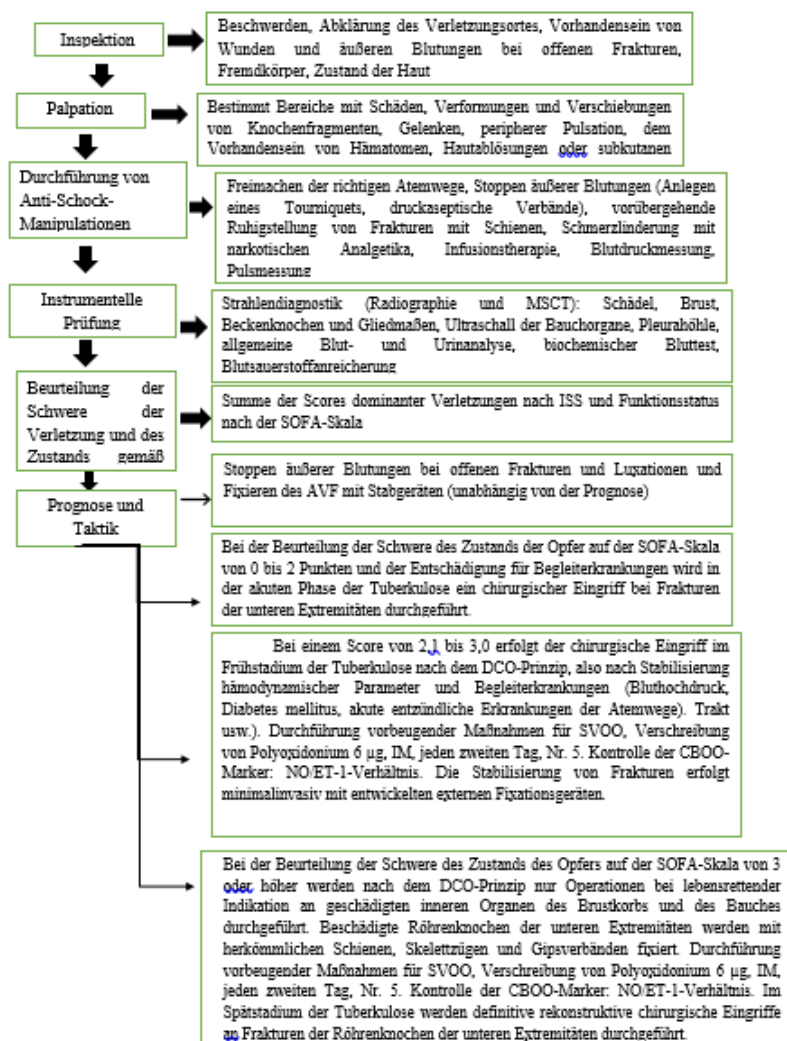 Inspektion
Beschwerden, Abklärung des Verletzungsortes, Vorhandensein von
Wunden und äußeren Blutungen bei offenen Frakturen,
Fremdkörper, Zustand der Haut
Palpation
Bestimmt Bereiche mit Schäden, Verformungen und Verschiebungen
von Knochenfragmenten, Gelenken, peripherer Pulsation, dem
Vorhandensein von Hämatomen, Hautablösungen oder subkutanen
Durchführung von
Anti-Schock-
Manipulationen
Freimachen der richtigen Atemwege, Stoppen äußerer Blutungen (Anlegen
eines Tourniquets, druckaseptische Verbände), vorübergehende
Ruhigstellung von Frakturen mit Schienen, Schmerzlinderung mit
narkotischen Analgetika, Infusionstherapie, Blutdruckmessung,
Pulsmessung
Instrumentelle
Prüfung
Strahlendiagnostik (Radiographie und MSCT): Schädel, Brust,
Beckenknochen und Gliedmaßen, Ultraschall der Bauchorgane, Pleurahöhle,
allgemeine Blut- und Urinanalyse, biochemischer Bluttest,
Blutsauerstoffanreicherung
Beurteilung der
Schwere der
Verletzung und des
Zustands gemäß
Summe der Scores dominanter Verletzungen nach ISS und Funktionsstatus
nach der SOFA-Skala
Prognose und
Taktik
Stoppen äußerer Blutungen bei offenen Frakturen und Luxationen und
Fixieren des AVF mit Stabgeräten (unabhängig von der Prognose)
Bei der Beurteilung der Schwere des Zustands der Opfer auf der SOFA-Skala
von 0 bis 2 Punkten und der Entschädigung für Begleiterkrankungen wird in
der akuten Phase der Tuberkulose ein chirurgischer Eingriff bei Frakturen
der unteren Extremitäten durchgeführt.
Bei einem Score von 2,1 bis 3,0 erfolgt der chirurgische Eingriff im
Frühstadium der Tuberkulose nach dem DCO-Prinzip, also nach Stabilisierung
hämodynamischer Parameter und Begleiterkrankungen (Bluthochdruck,
Diabetes mellitus, akute entzündliche Erkrankungen der Atemwege). Trakt
usw.). Durchführung vorbeugender Maßnahmen für SVOO, Verschreibung
von Polyoxidonium 6 µg, IM, jeden zweiten Tag, Nr. 5. Kontrolle der CBOO-
Marker: NO/ET-1-Verhältnis. Die Stabilisierung von Frakturen erfolgt
minimalinvasiv mit entwickelten externen Fixationsgeräten.
Bei der Beurteilung der Schwere des Zustands des Opfers auf der SOFA-Skala von 3
oder höher werden nach dem DCO-Prinzip nur Operationen bei lebensrettender
Indikation an geschädigten inneren Organen des Brustkorbs und des Bauches
durchgeführt. Beschädigte Röhrenknochen der unteren Extremitäten werden mit
herkömmlichen Schienen, Skelettzügen und Gipsverbänden fixiert. Durchführung
vorbeugender Maßnahmen für SVOO, Verschreibung von Polyoxidonium 6 µg, IM,
jeden zweiten Tag, Nr. 5. Kontrolle der CBOO-Marker: NO/ET-1-Verhältnis. Im
Spätstadium der Tuberkulose werden definitive rekonstruktive chirurgische Eingriffe
an Frakturen der Röhrenknochen der unteren Extremitäten durchgeführt.